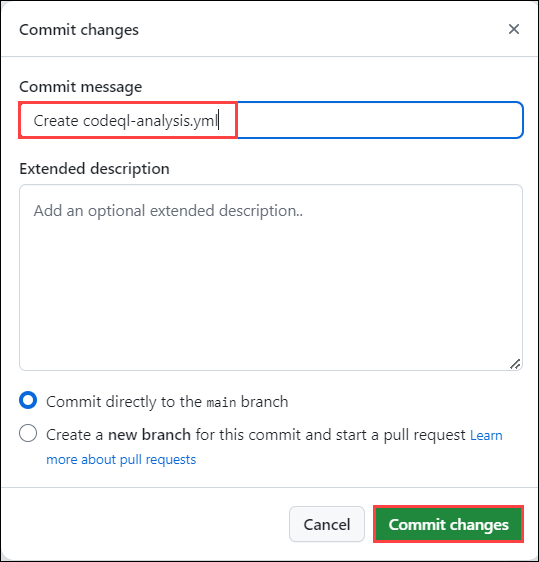 Commit changes
Commit message
Create codeql-analysis.yml
Extended description
Add an optional extended description..
Commit directly to the main branch
Create a new branch for this commit and start a pull request Learn
more about pull requests
Cancel
Commit changes